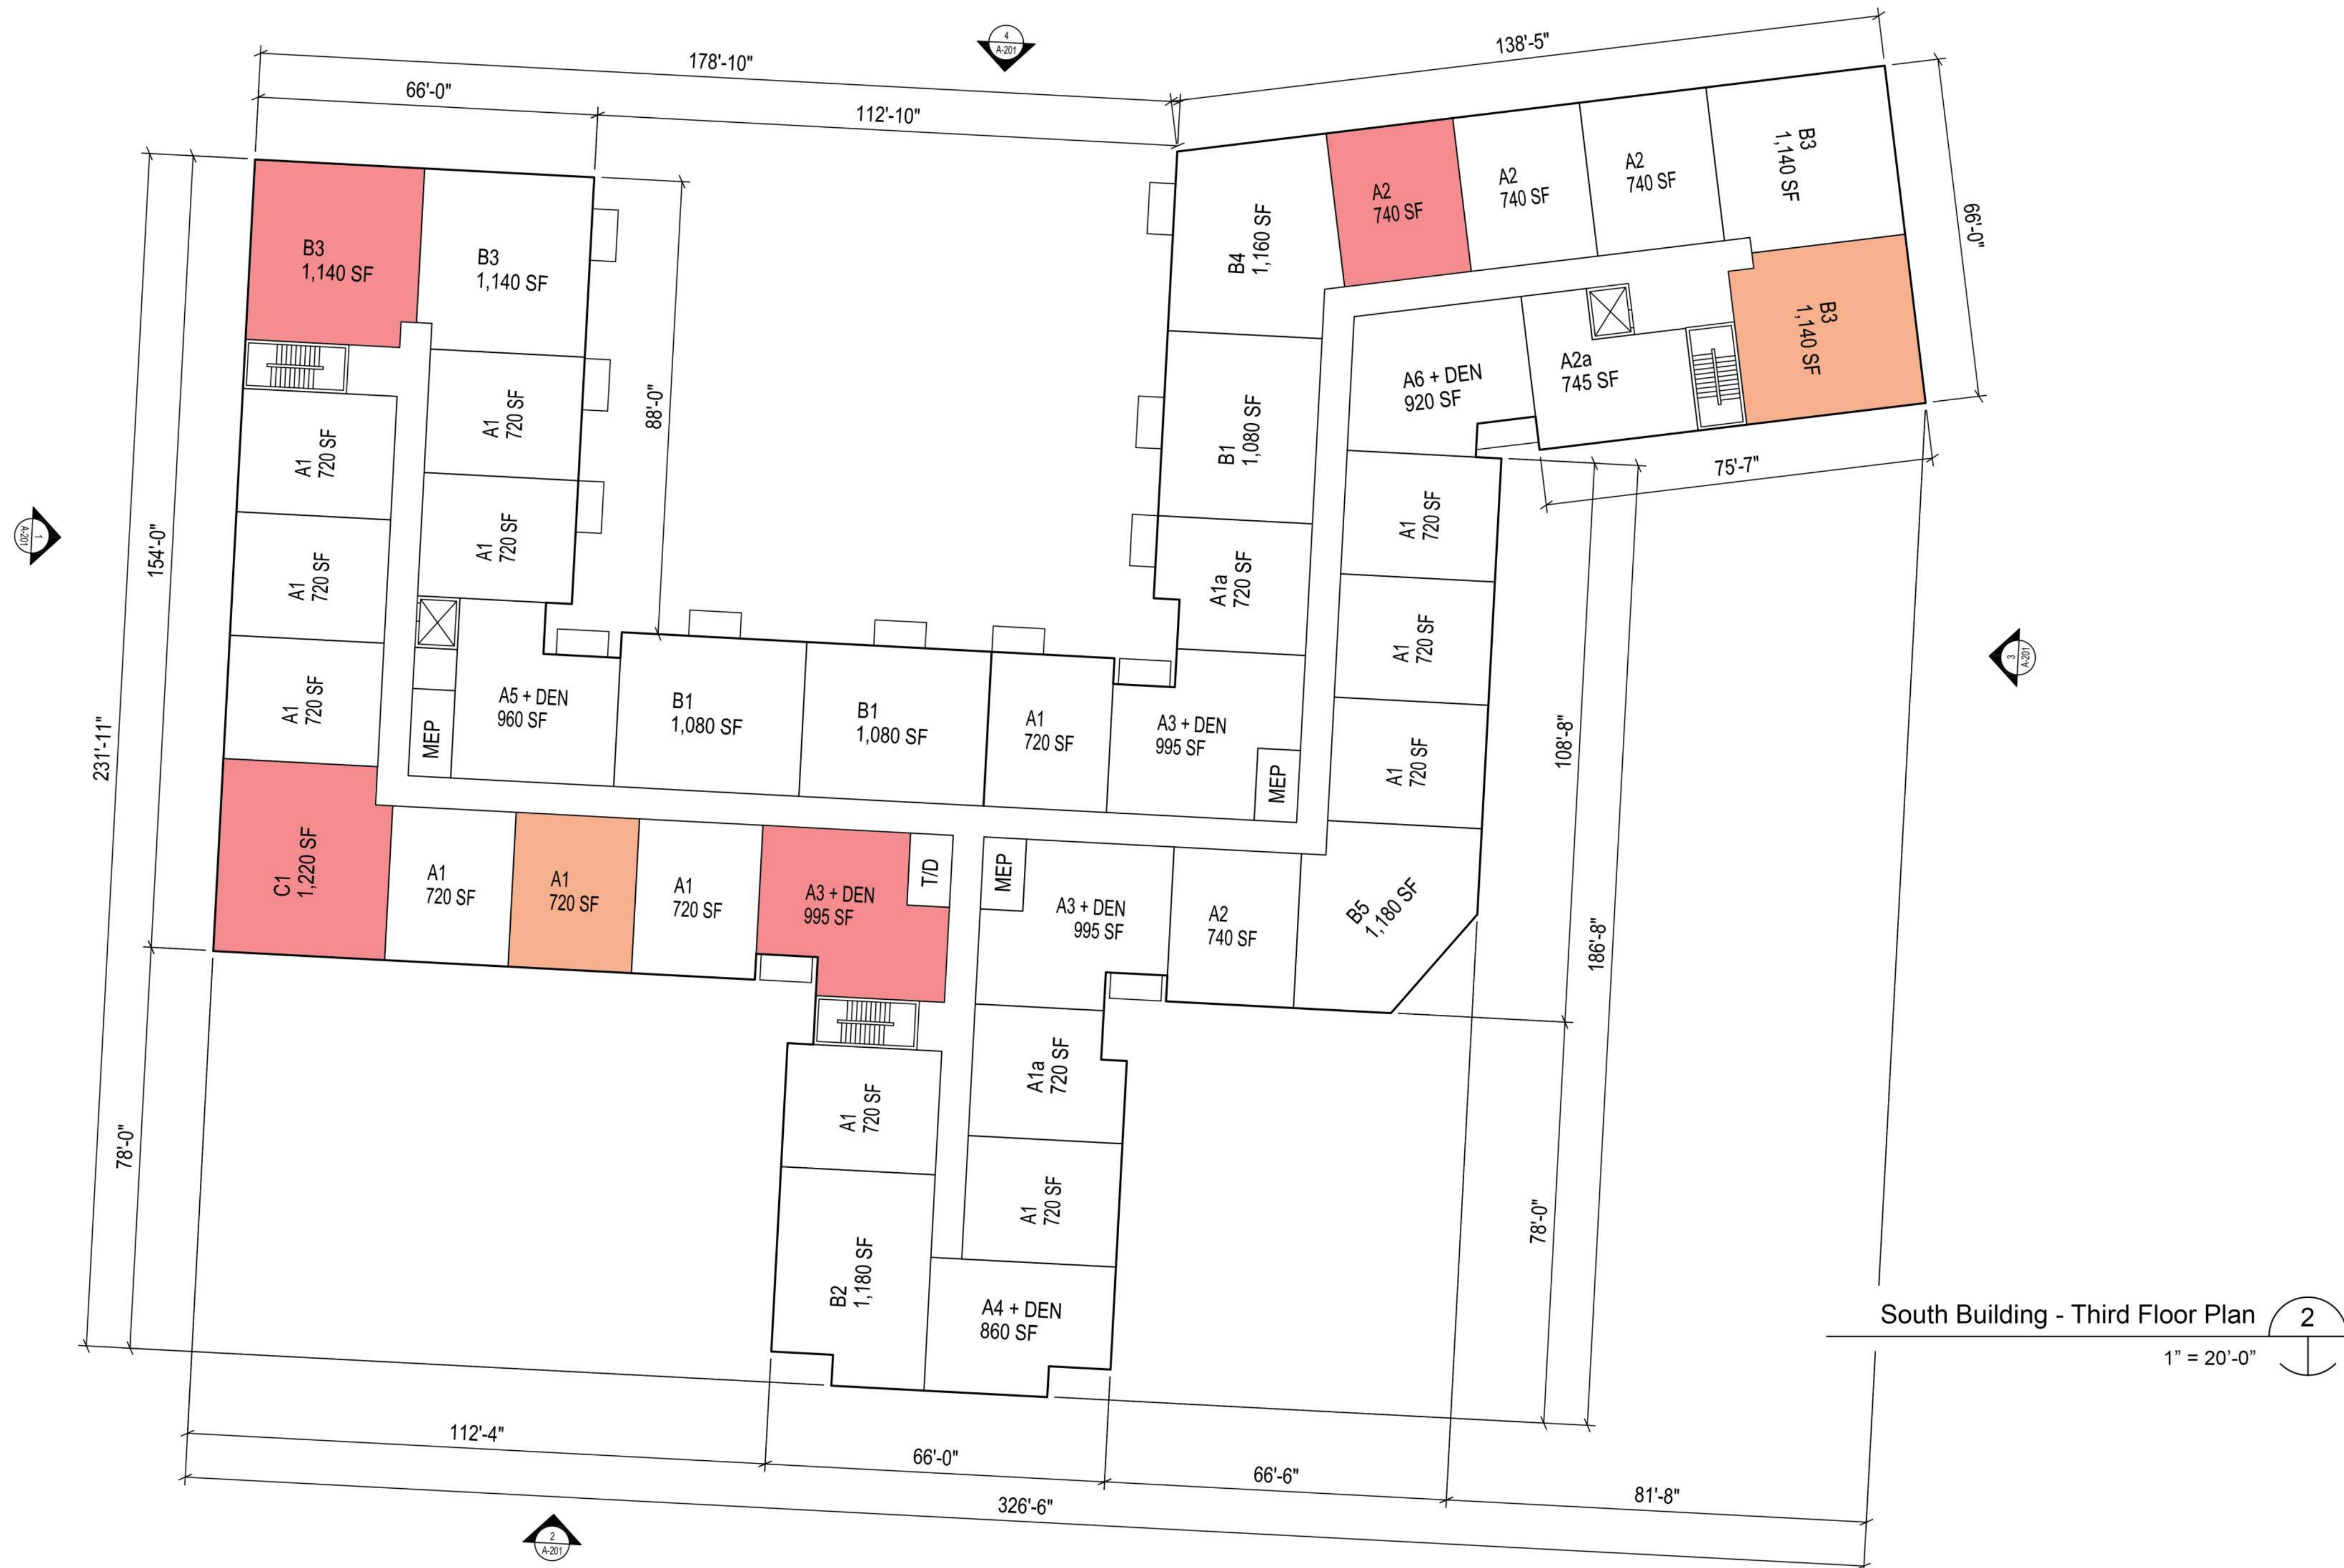 4
A-201
138'-5"
178'-10"
66'-0"
112'-10"
B3
1,140 SF
B3
1,140 SF
A2
740 SF
A2
740 SF
A2
740 SF
B3
1,140 SF
66'-0"
B4
1,160 SF
B3
1,140 SF
A6 + DEN
920 SF
A2a
745 SF
88'-0"
A1
720 SF
A1
720 SF
B1
1,080 SF
75'-7"
1
A-201
154'-0"
A1
720 SF
A1
720 SF
A1
720 SF
A1a
720 SF
A1
720 SF
3
A-201
231'-11"
A1
720 SF
MEP
A5 + DEN
960 SF
B1
1,080 SF
B1
1,080 SF
A1
720 SF
A3 + DEN
995 SF
MEP
A1
720 SF
108'-8"
C1
1,220 SF
A1
720 SF
A1
720 SF
A1
720 SF
A3 + DEN
995 SF
T/D
MEP
A3 + DEN
995 SF
A2
740 SF
B5
1,180 SF
186'-8"
78'-0"
A1
720 SF
A1a
720 SF
A1
720 SF
78'-0"
B2
1,180 SF
A4 + DEN
860 SF
South Building - Third Floor Plan
2
1” = 20’-0”
112'-4"
66'-0"
66'-6"
81'-8"
326'-6"
2
A-201